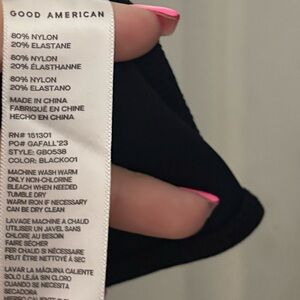 GOOD AMERICAN
80% NYLON
20% ELASTANE
80% NYLON
20% ÉLASTHANNE
80% NYLON
20% ELASTANO
MADE IN CHINA
FABRIQUÉ EN CHINE
HECHO EN CHINA
RN# 151301
PO# GAFALL'23
STYLE: GB0538
COLOR: BLACK001
MACHINE WASH WARM
ONLY NON-CHLORINE
BLEACH WHEN NEEDED
TUMBLE DRY
WARM IRON IF NECESSARY
CAN BE DRY CLEAN
LAVAGE MACHINE A CHAUD
UTILISER UN JAVEL SANS
CHLORE AU BESOIN
FAIRE SÉCHER
FER CHAUD SI NÉCESSAIRE
PEUT ÊTRE NETTOYÉ À SEC
LAVAR LA MÁQUINA CALIENTE
SOLO LEJÍA SIN CLORO
CUANDO SE NECESITA
SECADORA